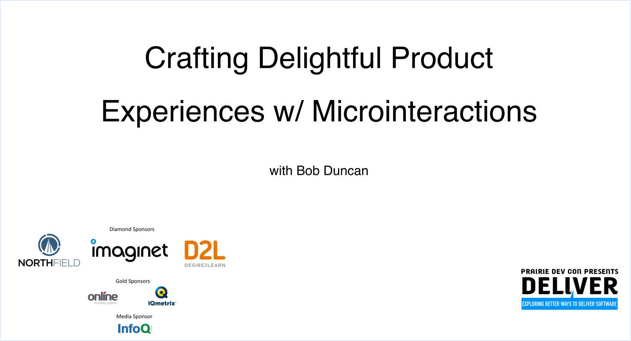 Crafting Delightful Product
Experiences w/ Microinteractions
with Bob Duncan
Diamond Sponsors
NORTHFIELD
imaginet
D2L
DESIRE2LEARN
Gold Sponsors
online
iQmetrix
Media Sponsor
InfoQ
PRAIRIE DEV CON PRESENTS
DELIVER
EXPLORING BETTER WAYS TO DELIVER SOFTWARE